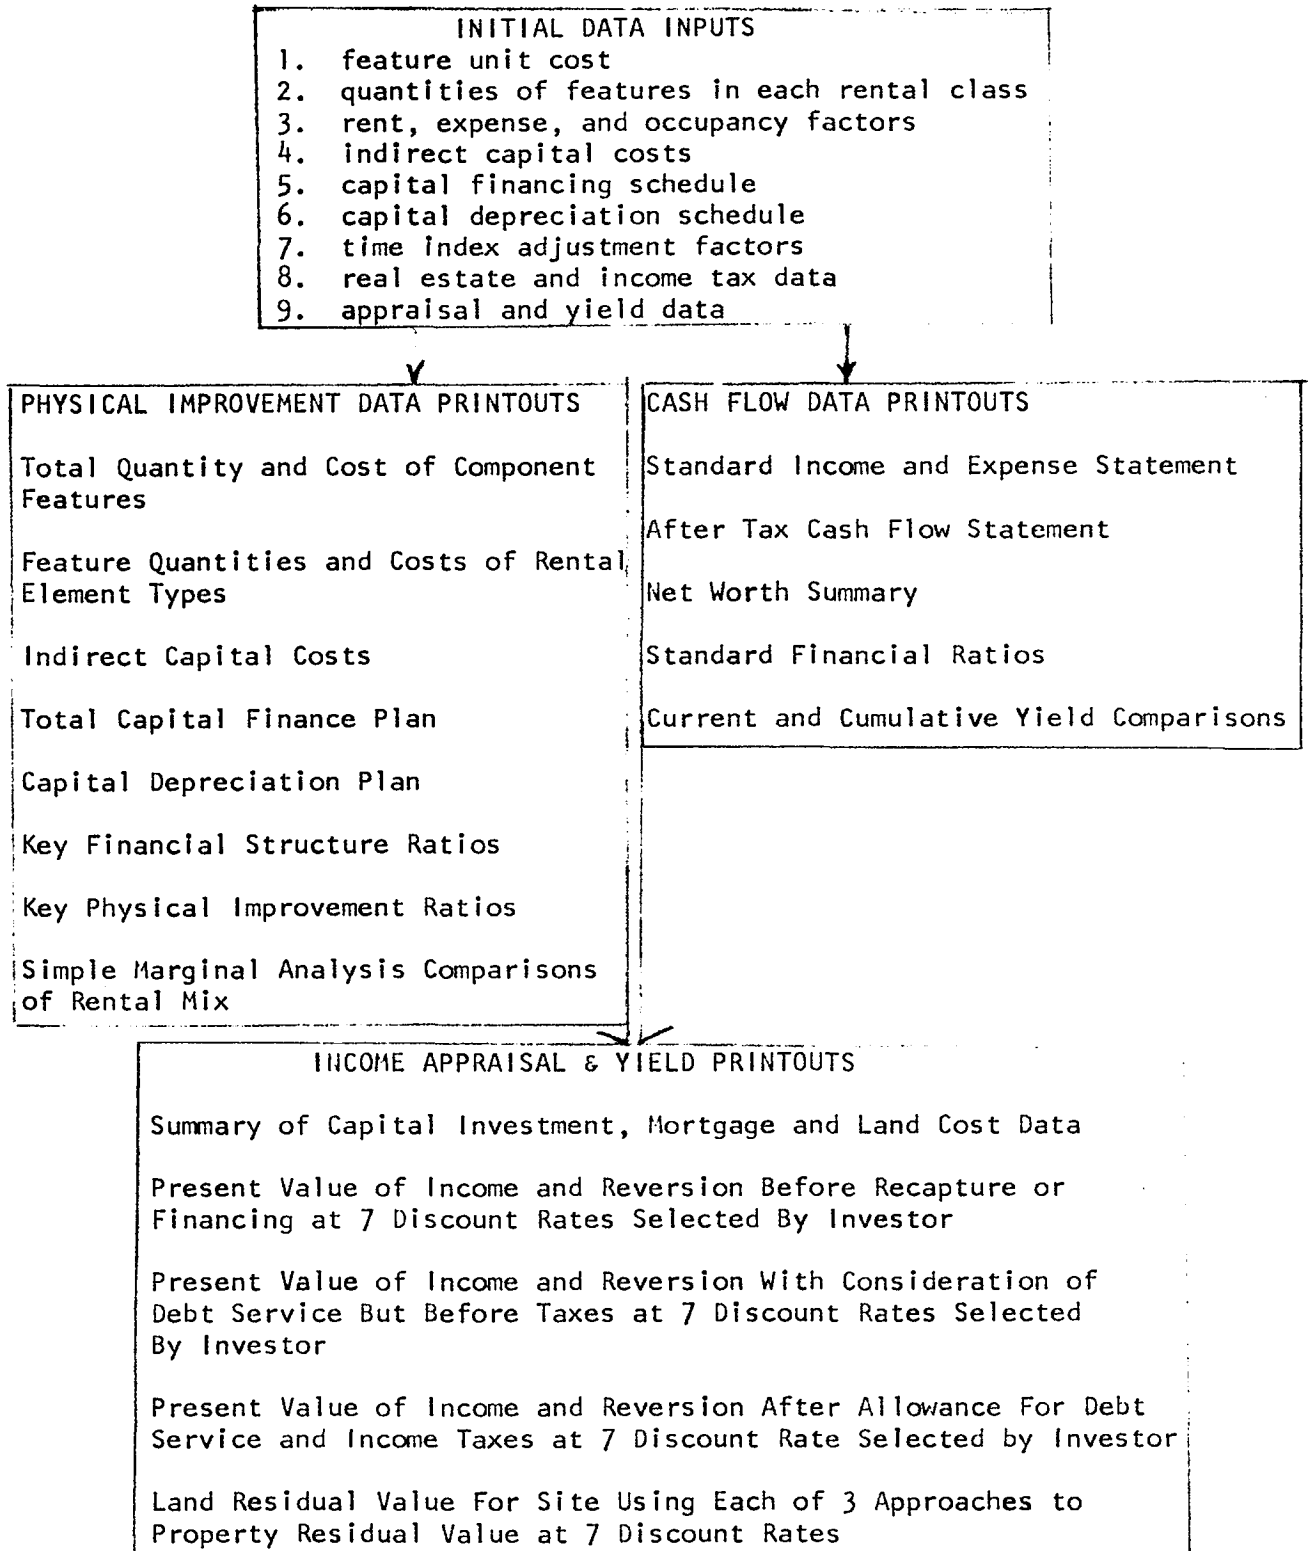 INITIAL DATA INPUTS
1. feature unit cost
2. quantities of features in each rental class
3. rent, expense, and occupancy factors
4. indirect capital costs
5. capital financing schedule
6. capital depreciation schedule
7. time index adjustment factors
8. real estate and income tax data
9. appraisal and yield data
PHYSICAL IMPROVEMENT DATA PRINTOUTS
Total Quantity and Cost of Component
Features
Feature Quantities and Costs of Rental
Element Types
Indirect Capital Costs
Total Capital Finance Plan
Capital Depreciation Plan
Key Financial Structure Ratios
Key Physical Improvement Ratios
Simple Marginal Analysis Comparisons
of Rental Mix
CASH FLOW DATA PRINTOUTS
Standard Income and Expense Statement
After Tax Cash Flow Statement
Net Worth Summary
Standard Financial Ratios
Current and Cumulative Yield Comparisons
INCOME APPRAISAL & YIELD PRINTOUTS
Summary of Capital Investment, Mortgage and Land Cost Data
Present Value of Income and Reversion Before Recapture or
Financing at 7 Discount Rates Selected By Investor
Present Value of Income and Reversion With Consideration of
Debt Service But Before Taxes at 7 Discount Rates Selected
By Investor
Present Value of Income and Reversion After Allowance For Debt
Service and Income Taxes at 7 Discount Rate Selected by Investor
Land Residual Value For Site Using Each of 3 Approaches to
Property Residual Value at 7 Discount Rates